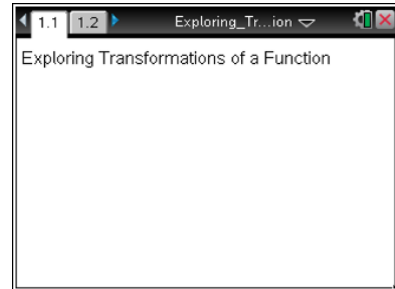 1.1 1.2 Exploring_Tr...ion
Exploring Transformations of a Function